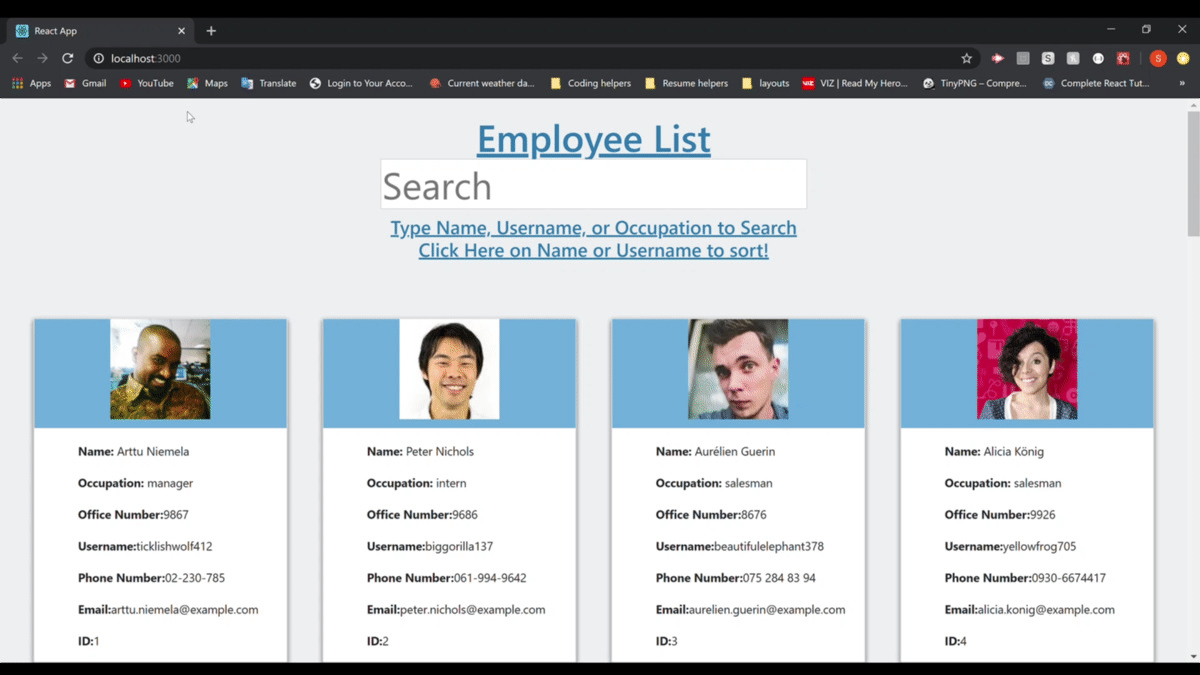 React App
localhost:3000
S
S
Apps
Gmail
YouTube
Maps
Translate
Login to Your Acco...
Current weather da...
Coding helpers
Resume helpers
layouts
VIZ
VIZ | Read My Hero...
TinyPNG – Compre...
Complete React Tut...
»
Employee List
Search
Type Name, Username, or Occupation to Search
Click Here on Name or Username to sort!
Name: Arttu Niemela
Occupation: manager
Office Number:9867
Username:ticklishwolf412
Phone Number:02-230-785
Email:arttu.niemela@example.com
ID:1
Name: Peter Nichols
Occupation: intern
Office Number:9686
Username:biggorilla137
Phone Number:061-994-9642
Email:peter.nichols@example.com
ID:2
Name: Aurélien Guerin
Occupation: salesman
Office Number:8676
Username:beautifulelephant378
Phone Number:075 284 83 94
Email:aurelien.guerin@example.com
ID:3
Name: Alicia König
Occupation: salesman
Office Number:9926
Username:yellowfrog705
Phone Number:0930-6674417
Email:alicia.konig@example.com
ID:4